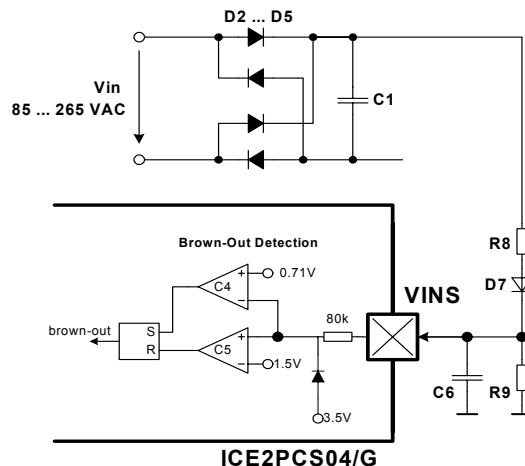 D2 ... D5
Vin
85 ... 265 VAC
C1
R8
Brown-Out Detection
D7
C4
0.71V
VINS
80k
brown-out
S
R
C5
1.5V
C6
R9
3.5V
ICE2PCS04/G